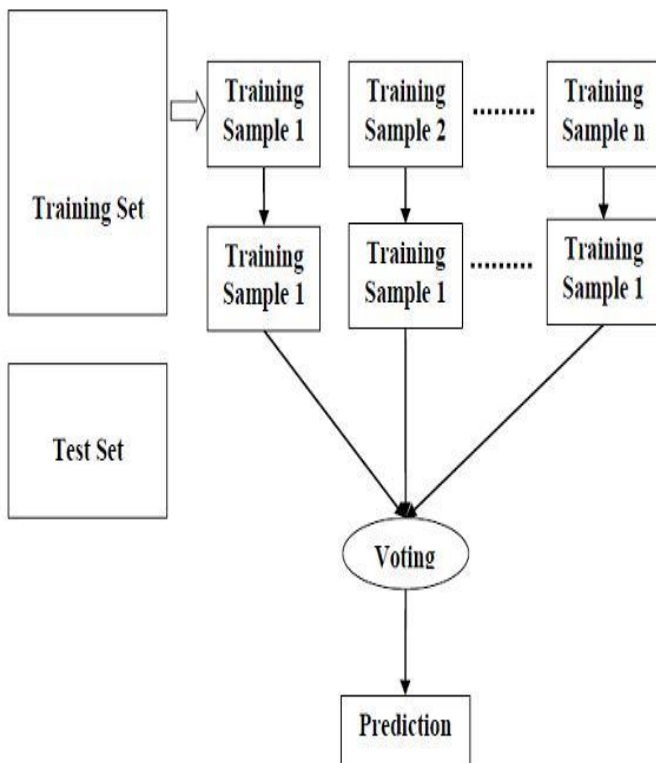 Training Set
Training
Sample 1
Training
Sample 2
Training
Sample n
Training
Sample 1
Training
Sample 1
Training
Sample 1
Test Set
Voting
Prediction